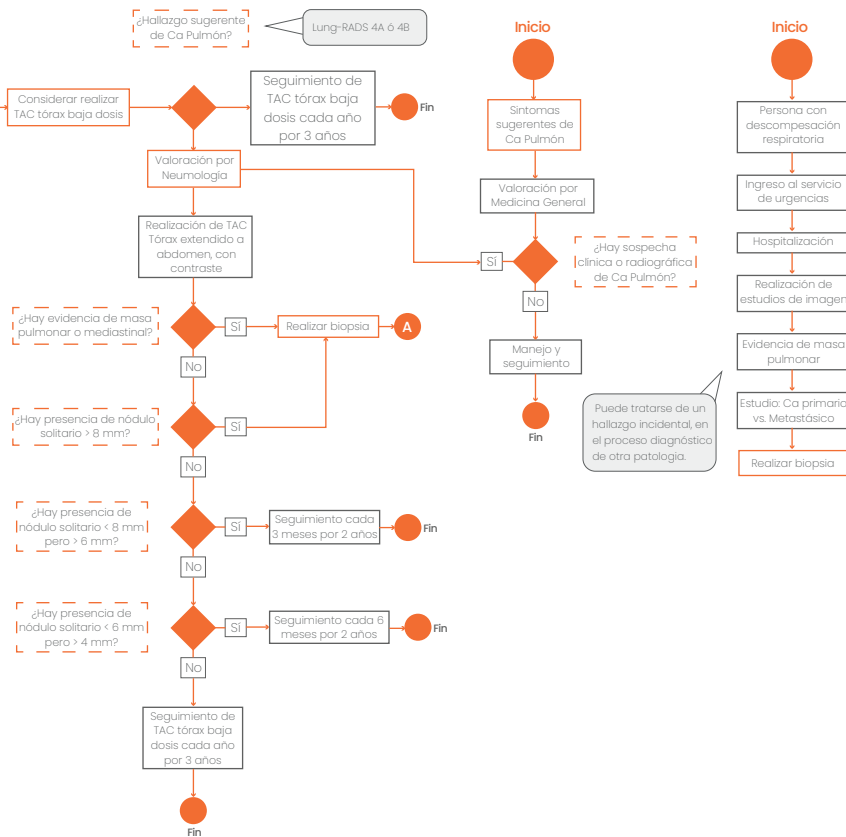 ¿Hallazgo sugerente
de Ca Pulmón?
Lung-RADS 4A ó 4B
Considerar realizar
TAC tórax baja dosis
Seguimiento de
TAC tórax baja
dosis cada año
por 3 años
Fin
Valoración por
Neumología
Realización de TAC
Tórax extendido a
abdomen, con
contraste
¿Hay evidencia de masa
pulmonar o mediastinal?
Sí
Realizar biopsia
A
No
¿Hay presencia de nódulo
solitario > 8 mm?
Sí
No
¿Hay presencia de
nódulo solitario < 8 mm
pero > 6 mm?
Sí
Seguimiento cada
3 meses por 2 años
Fin
No
¿Hay presencia de
nódulo solitario < 6 mm
pero > 4 mm?
Sí
Seguimiento cada 6
meses por 2 años
Fin
No
Seguimiento de
TAC tórax baja
dosis cada año
por 3 años
Fin
Inicio
Sintomas
sugerentes de
Ca Pulmón
Valoración por
Medicina General
Sí
¿Hay sospecha
clínica o radiográfica
de Ca Pulmón?
No
Manejo y
seguimiento
Fin
Inicio
Persona con
descompesación
respiratoria
Ingreso al servicio
de urgencias
Hospitalización
Realización de
estudios de imagen
Evidencia de masa
pulmonar
Puede tratarse de un
hallazgo incidental, en
el proceso diagnóstico
de otra patologia.
Estudio: Ca primario
vs. Metastásico
Realizar biopsia